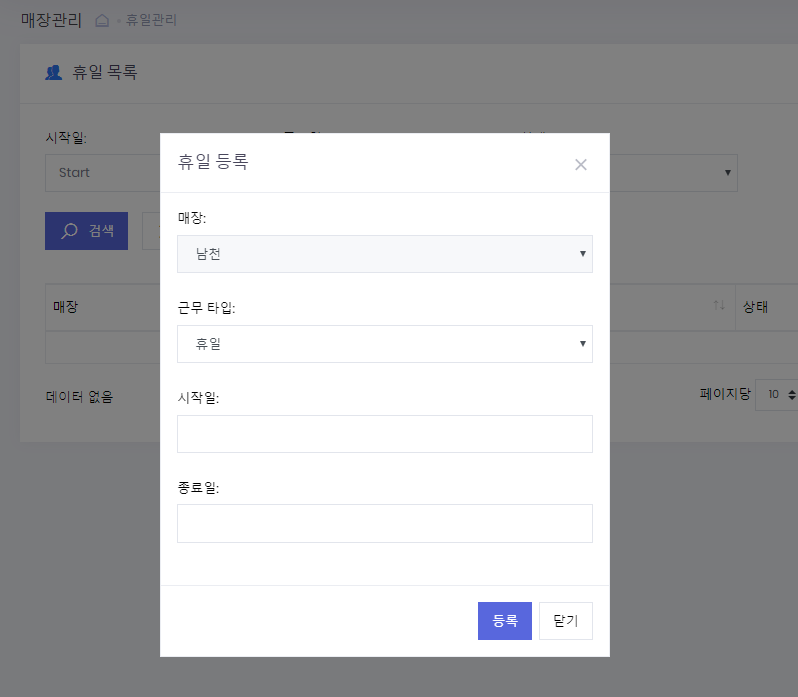 매장관리 휴일관리
휴일 목록
시작일:
Start
검색
매장
상태
데이터 없음
페이지당 10
휴일 등록
매장:
남천
근무 타입:
휴일
시작일:
종료일:
등록 닫기